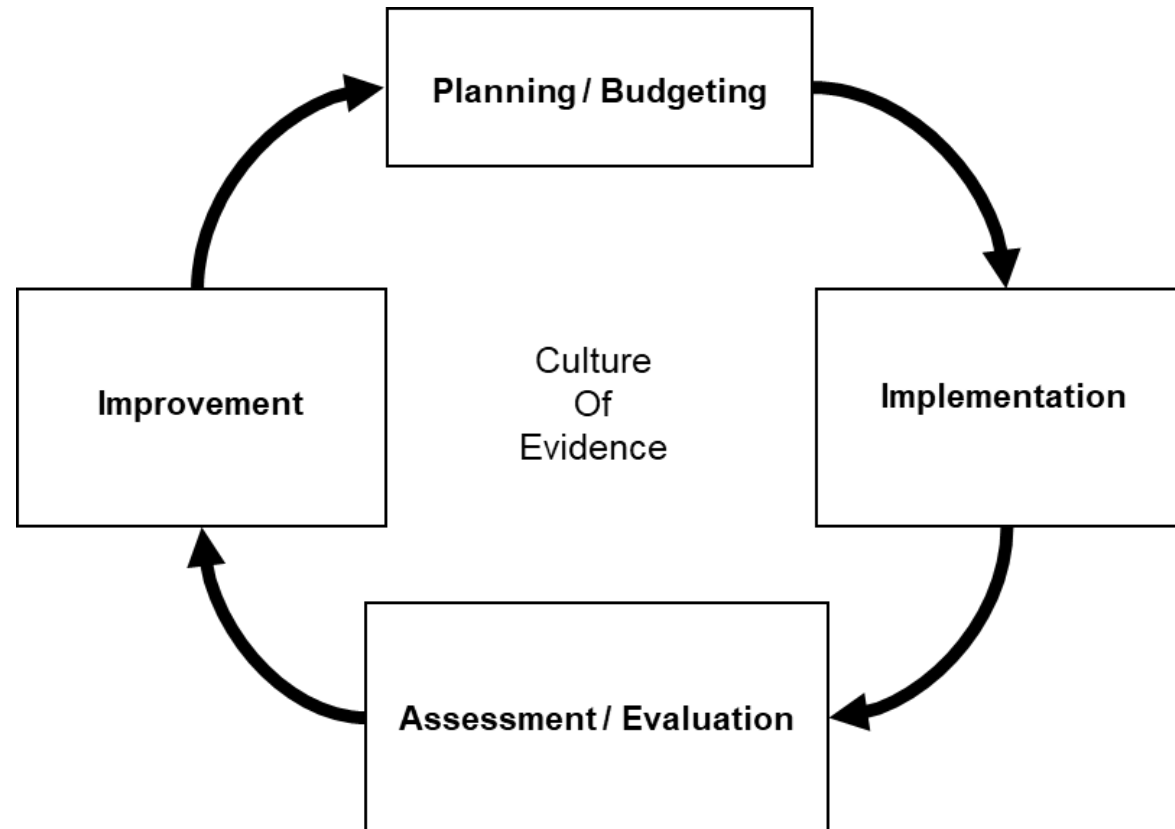 Planning / Budgeting
Implementation
Assessment / Evaluation
Improvement
Culture
Of
Evidence